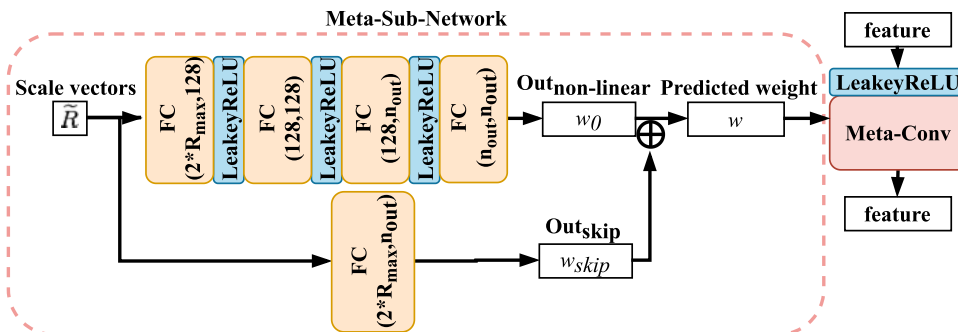 Meta-Sub-Network
Scale vectors
R̃
FC
(2*Rmax,128)
LeakeyReLU
FC
(128,128)
LeakeyReLU
FC
(128,nout)
LeakeyReLU
FC
(nout,nout)
Outnon-linear
w0
Predicted weight
w
FC
(2*Rmax,nout)
Outskip
wskip
feature
LeakeyReLU
Meta-Conv
feature